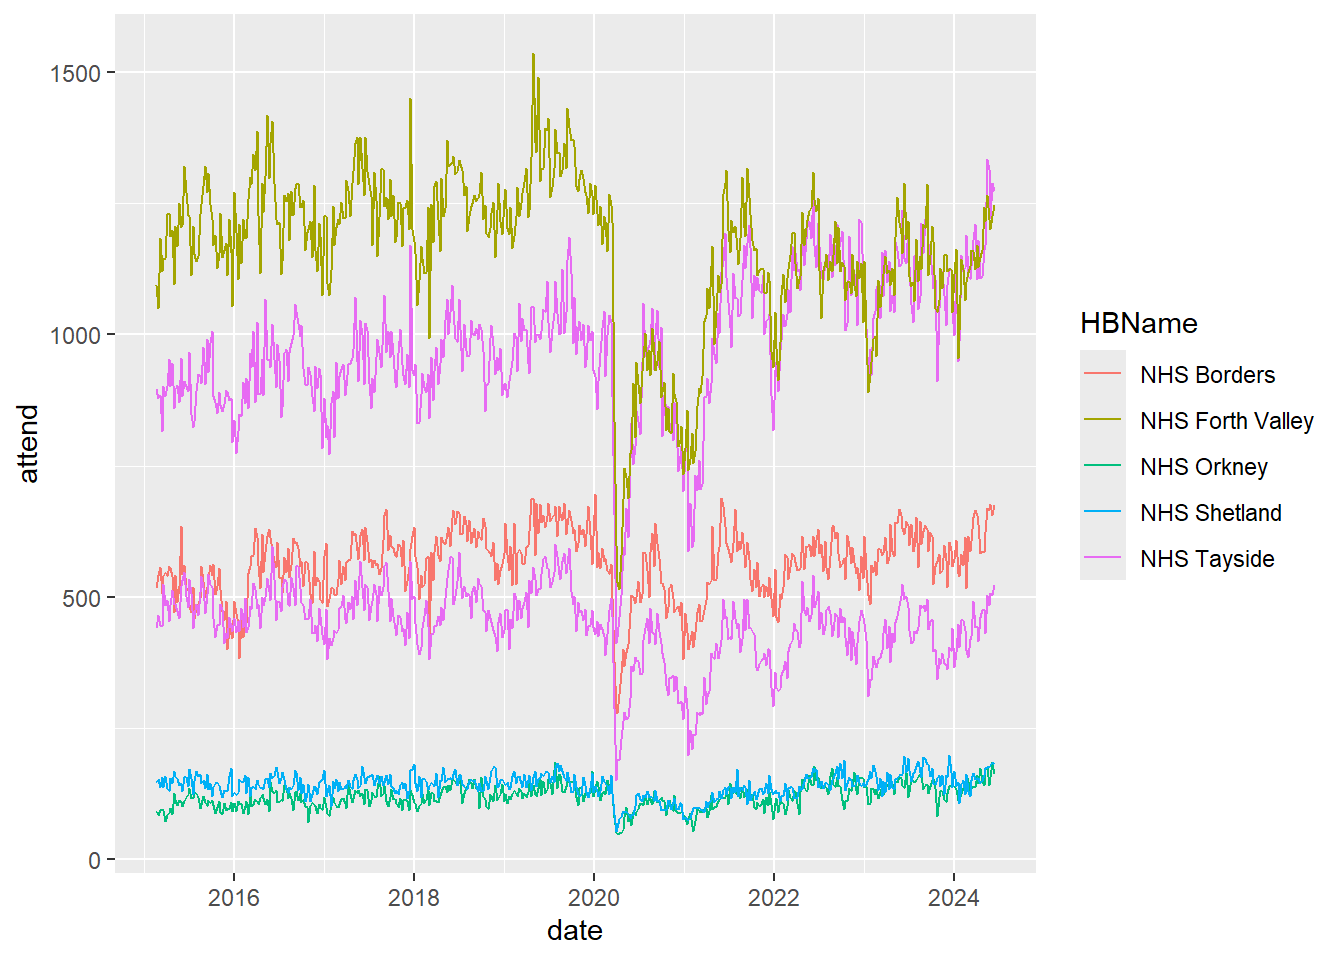 1500
1000
500
0
attend
2016
2018
2020
2022
2024
date
HBName
NHS Borders
NHS Forth Valley
NHS Orkney
NHS Shetland
NHS Tayside